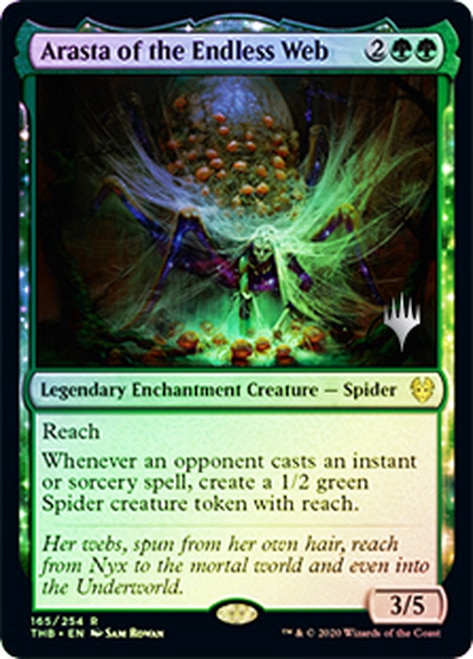 Arasta of the Endless Web 2
Legendary Enchantment Creature — Spider
Reach
Whenever an opponent casts an instant
or sorcery spell, create a 1/2 green
Spider creature token with reach.
Her webs, spun from her own hair, reach
from Nyx to the mortal world and even into
the Underworld.
3/5
165/254 R
THB • EN Sam Rowan
™ & © 2020 Wizards of the Coast